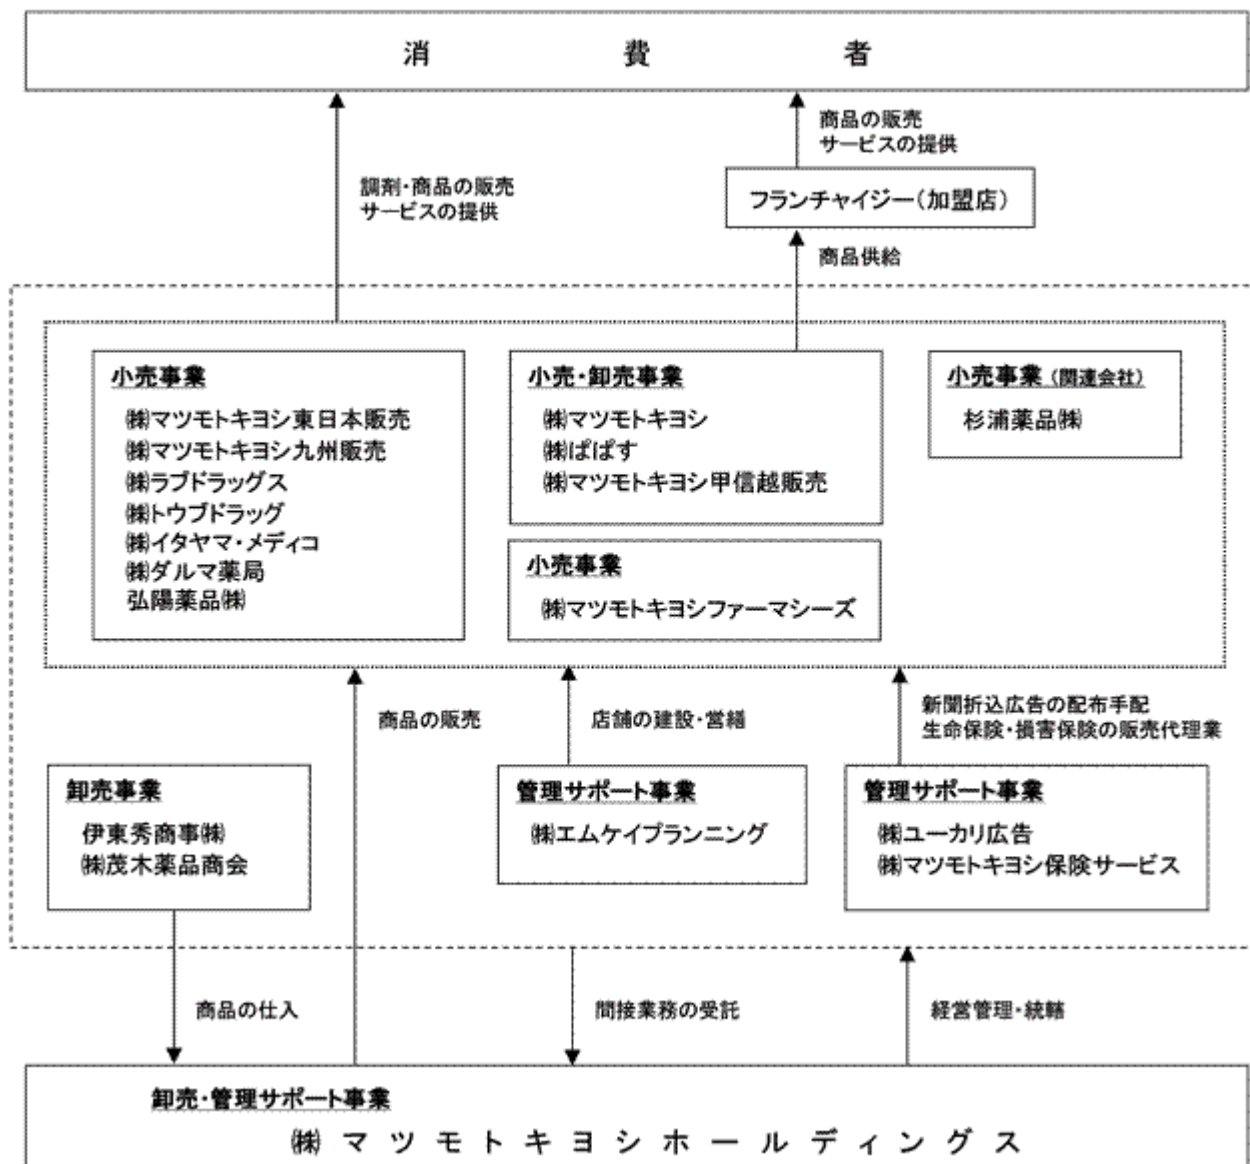 消費者
商品の販売
サービスの提供
調剤・商品の販売
サービスの提供
フランチャイジー(加盟店)
商品供給
小売事業
㈱マツモトキヨシ東日本販売
㈱マツモトキヨシ九州販売
㈱ラブドラッグス
㈱トウブドラッグ
㈱イタヤマ・メディコ
㈱ダルマ薬局
弘陽薬品㈱
小売・卸売事業
㈱マツモトキヨシ
㈱ぱぱす
㈱マツモトキヨシ甲信越販売
小売事業
㈱マツモトキヨシファーマシーズ
小売事業(関連会社)
杉浦薬品㈱
商品の販売
店舗の建設・営繕
新聞折込広告の配布手配
生命保険・損害保険の販売代理業
卸売事業
伊東秀商事㈱
㈱茂木薬品商会
管理サポート事業
㈱エムケイプランニング
管理サポート事業
㈱ユーカリ広告
㈱マツモトキヨシ保険サービス
商品の仕入
間接業務の受託
経営管理・統轄
卸売・管理サポート事業
㈱マツモトキヨシホールディングス